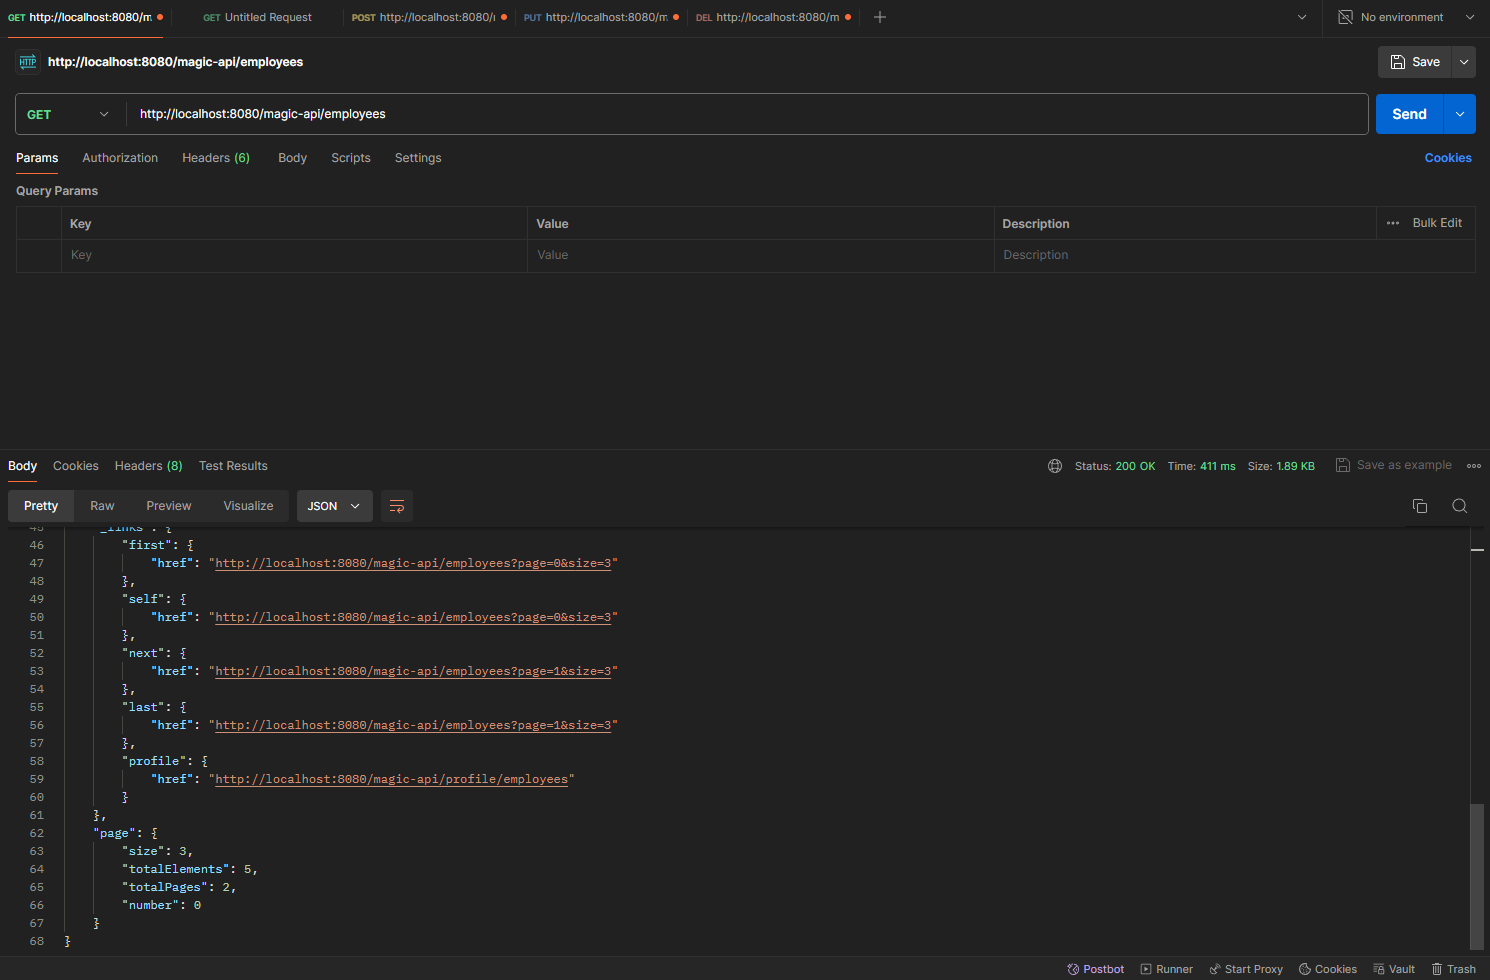 GET http://localhost:8080/m
GET Untitled Request
POST http://localhost:8080/
PUT http://localhost:8080/m
DEL http://localhost:8080/m
No environment
HTTP http://localhost:8080/magic-api/employees
Save
GET http://localhost:8080/magic-api/employees
Send
Params Authorization Headers (6) Body Scripts Settings Cookies
Query Params
Key Value Description ••• Bulk Edit
Key Value Description
Body Cookies Headers (8) Test Results Status: 200 OK Time: 411 ms Size: 1.89 KB Save as example
Pretty Raw Preview Visualize JSON
45 "_links": {
46 "first": {
47 "href": "http://localhost:8080/magic-api/employees?page=0&size=3"
48 },
49 "self": {
50 "href": "http://localhost:8080/magic-api/employees?page=0&size=3"
51 },
52 "next": {
53 "href": "http://localhost:8080/magic-api/employees?page=1&size=3"
54 },
55 "last": {
56 "href": "http://localhost:8080/magic-api/employees?page=1&size=3"
57 },
58 "profile": {
59 "href": "http://localhost:8080/magic-api/profile/employees"
60 }
61 },
62 "page": {
63 "size": 3,
64 "totalElements": 5,
65 "totalPages": 2,
66 "number": 0
67 }
68 }
Postbot Runner Start Proxy Cookies Vault Trash